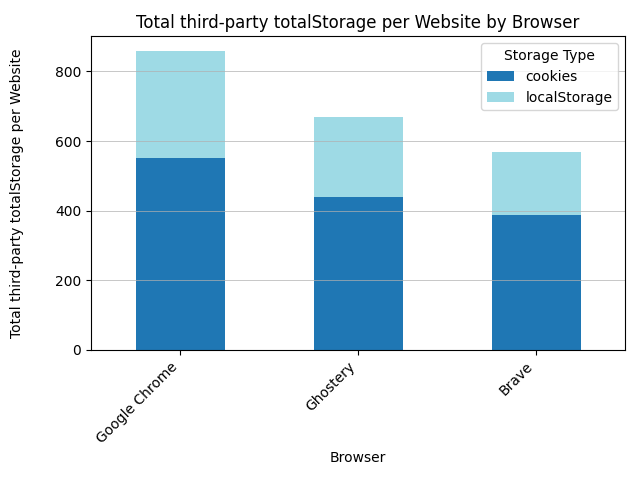 Total third-party totalStorage per Website by Browser
Total third-party totalStorage per Website
800
600
400
200
0
Storage Type
cookies
localStorage
Google Chrome
Ghostery
Brave
Browser